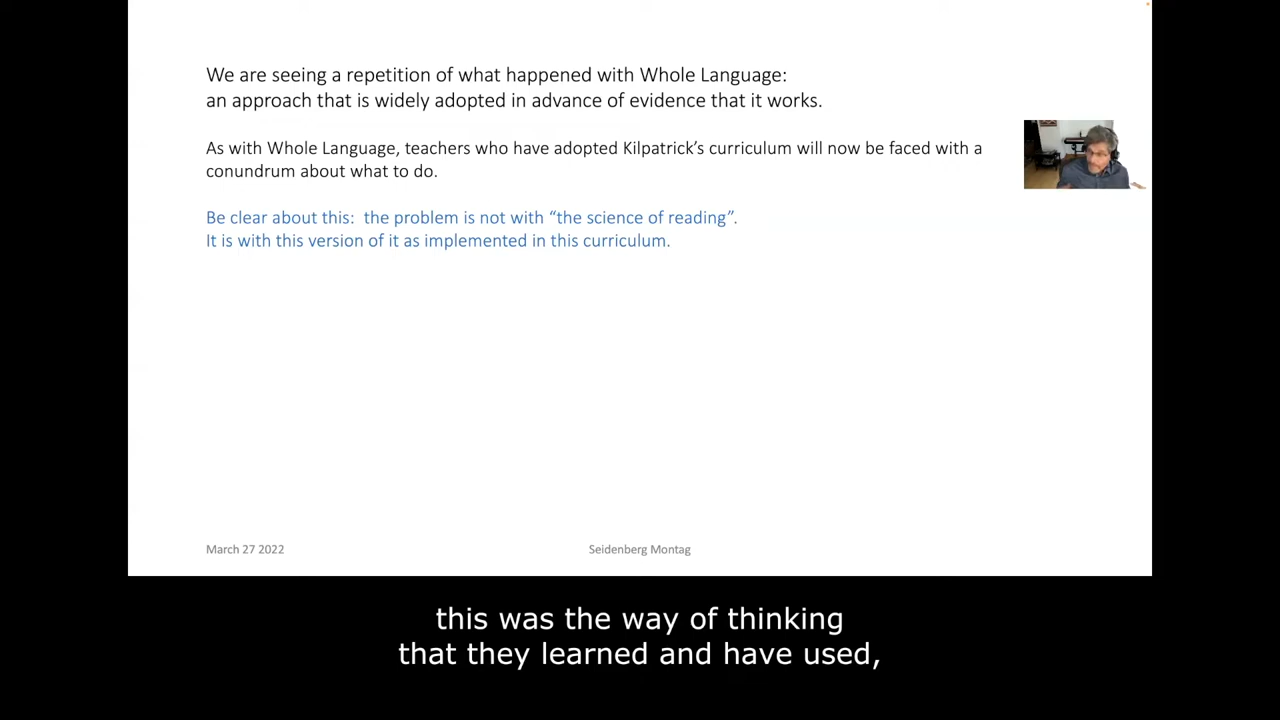 We are seeing a repetition of what happened with Whole Language:
an approach that is widely adopted in advance of evidence that it works.
As with Whole Language, teachers who have adopted Kilpatrick’s curriculum will now be faced with a
conundrum about what to do.
Be clear about this:  the problem is not with “the science of reading”.
It is with this version of it as implemented in this curriculum.
March 27 2022
Seidenberg Montag
this was the way of thinking
that they learned and have used,